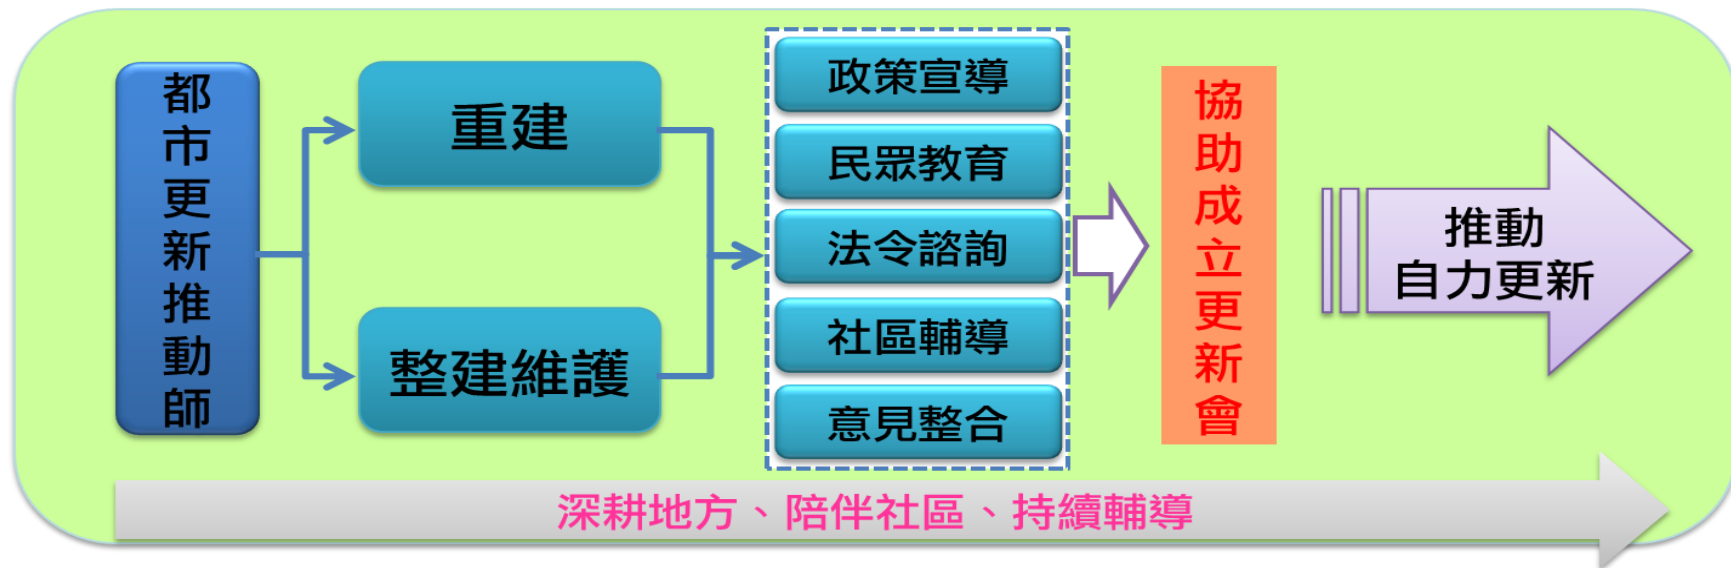 都市更新推動師
重建
整建維護
政策宣導
民眾教育
法令諮詢
社區輔導
意見整合
協助成立更新會
推動
自力更新
深耕地方、陪伴社區、持續輔導